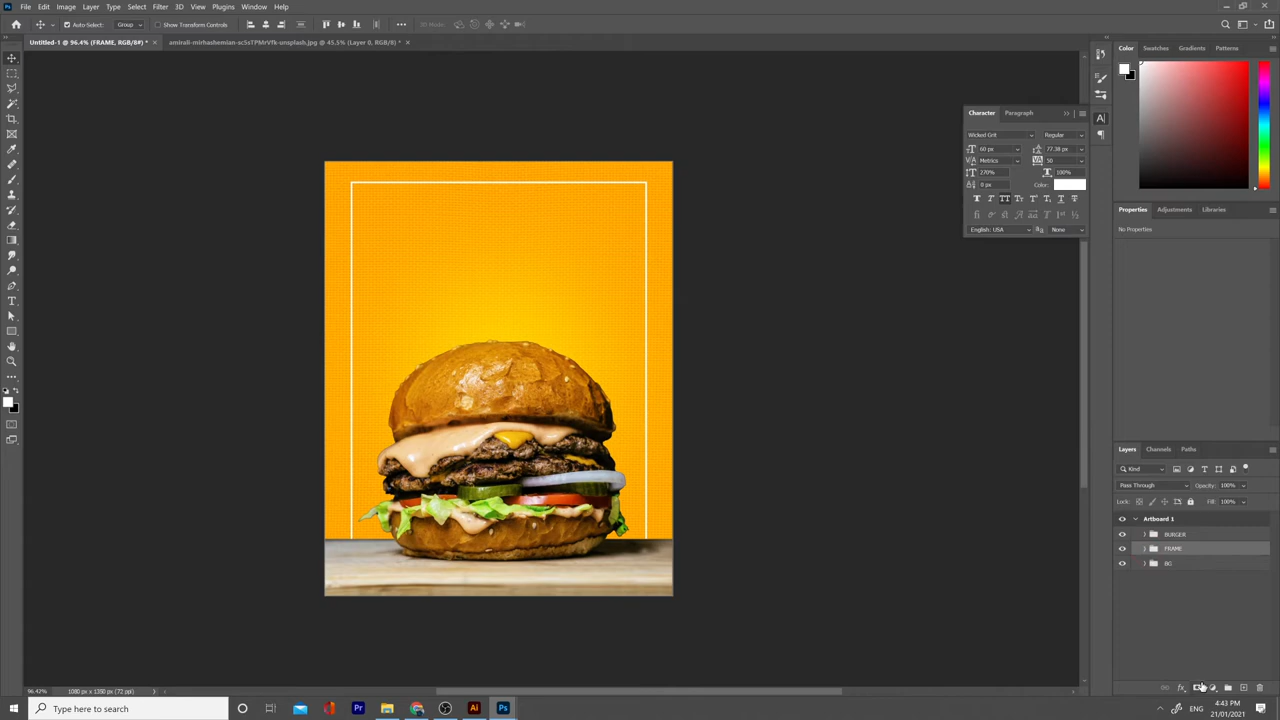 File Edit Image Layer Type Select Filter 3D View Plugins Window Help
Auto-Select: Group Show Transform Controls 3D Mode:
Untitled-1 @ 96.4% (FRAME, RGB/8#) * amirali-mirhashemian-sc5sTPMrVfk-unsplash.jpg @ 45,5% (Layer 0, RGB/8) *
Color Swatches Gradients Patterns
Character Paragraph
Wicked Grit Regular
60 px 77.38 px
Metrics 50
270% 100%
0 px Color:
English: USA None
Properties Adjustments Libraries
No Properties
Layers Channels Paths
Kind
Pass Through Opacity: 100%
Lock: Fill: 100%
Artboard 1
BURGER
FRAME
BG
96.42% 1080 px x 1350 px (72 ppi)
Type here to search
Pr Ai Ps
ENG 4:43 PM
21/01/2021